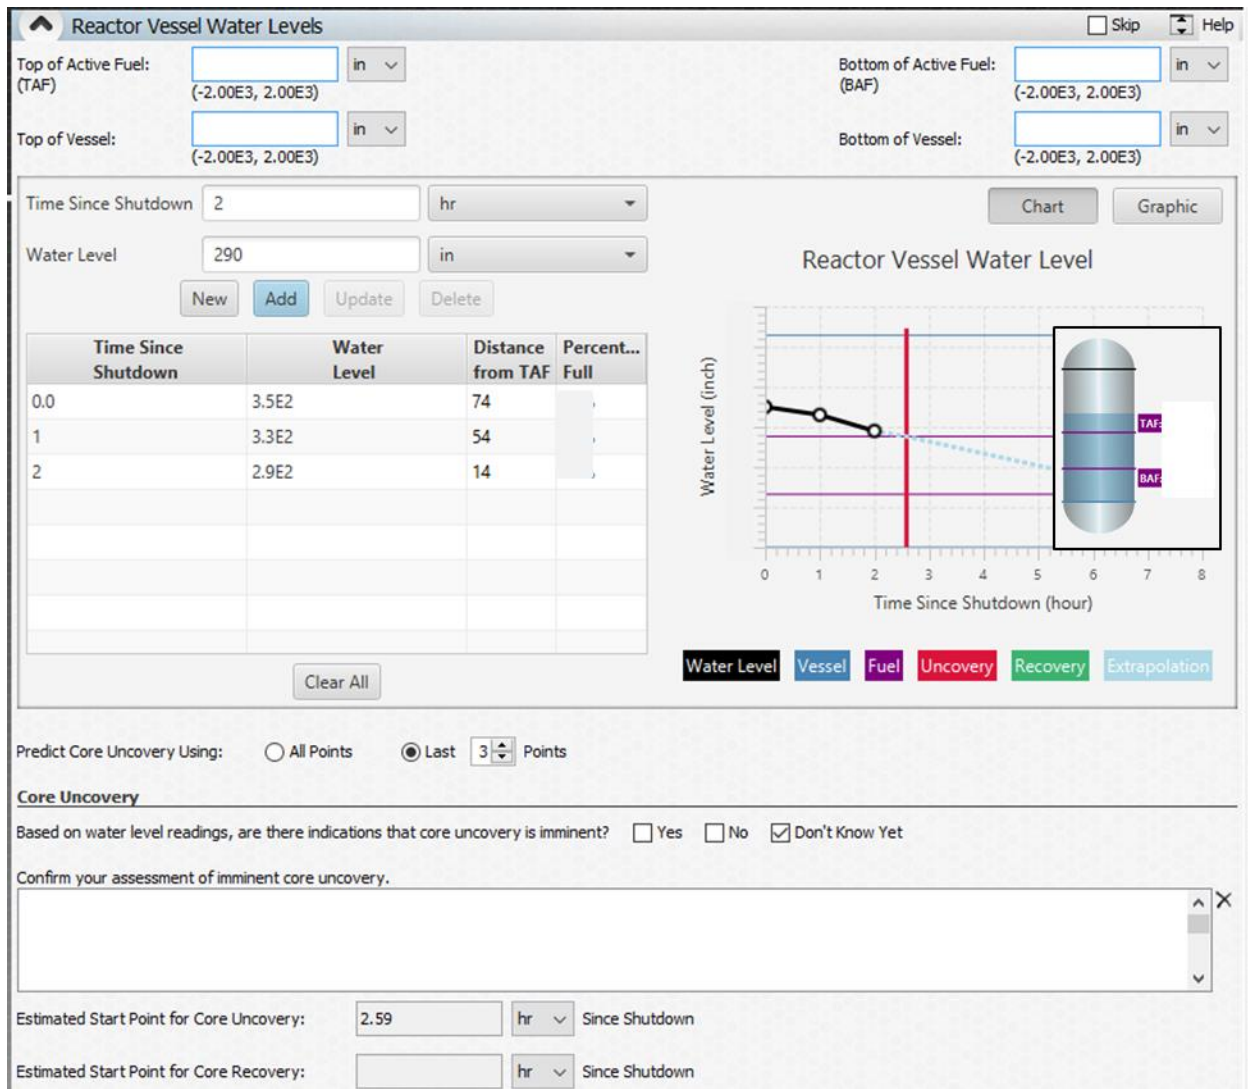 Reactor Vessel Water Levels
Skip
Help
Top of Active Fuel: in Bottom of Active Fuel: in
(TAF) (-2.00E3, 2.00E3) (BAF) (-2.00E3, 2.00E3)
Top of Vessel: in Bottom of Vessel: in
(-2.00E3, 2.00E3) (-2.00E3, 2.00E3)
Time Since Shutdown 2 hr
Chart Graphic
Water Level 290 in
New Add Update Delete
Time Since Shutdown Water Level Distance from TAF Percent... Full
0.0 3.5E2 74
1 3.3E2 54
2 2.9E2 14
Clear All
Reactor Vessel Water Level
Water Level (inch)
TAF:
BAF:
0 1 2 3 4 5 6 7 8
Time Since Shutdown (hour)
Water Level Vessel Fuel Uncovery Recovery Extrapolation
Predict Core Uncovery Using: All Points Last 3 Points
Core Uncovery
Based on water level readings, are there indications that core uncovery is imminent? Yes No Don't Know Yet
Confirm your assessment of imminent core uncovery.
Estimated Start Point for Core Uncovery: 2.59 hr Since Shutdown
Estimated Start Point for Core Recovery: hr Since Shutdown